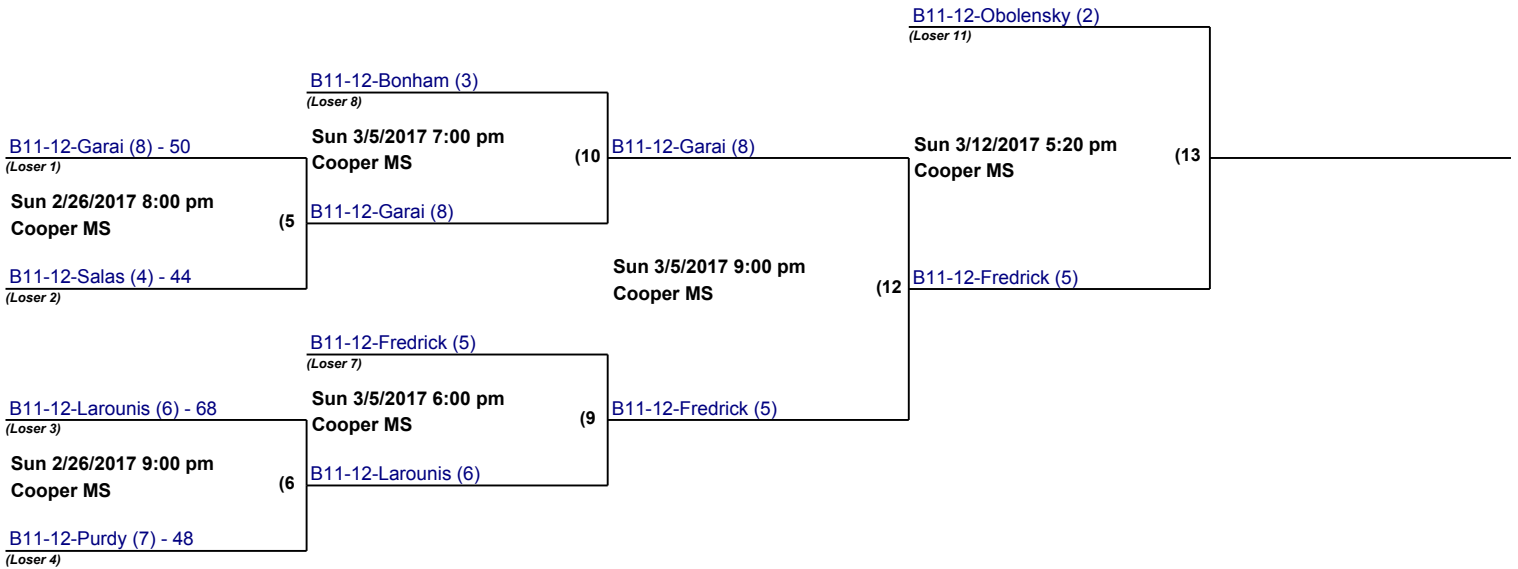 B11-12-Obolensky (2)
(Loser 11)
B11-12-Bonham (3)
(Loser 8)
B11-12-Garai (8) - 50
(Loser 1)
Sun 3/5/2017 7:00 pm
Cooper MS
(10
B11-12-Garai (8)
Sun 3/12/2017 5:20 pm
Cooper MS
(13
Sun 2/26/2017 8:00 pm
Cooper MS
(5
B11-12-Garai (8)
B11-12-Salas (4) - 44
(Loser 2)
Sun 3/5/2017 9:00 pm
Cooper MS
(12
B11-12-Fredrick (5)
B11-12-Fredrick (5)
(Loser 7)
B11-12-Larounis (6) - 68
(Loser 3)
Sun 3/5/2017 6:00 pm
Cooper MS
(9
B11-12-Fredrick (5)
Sun 2/26/2017 9:00 pm
Cooper MS
(6
B11-12-Larounis (6)
B11-12-Purdy (7) - 48
(Loser 4)